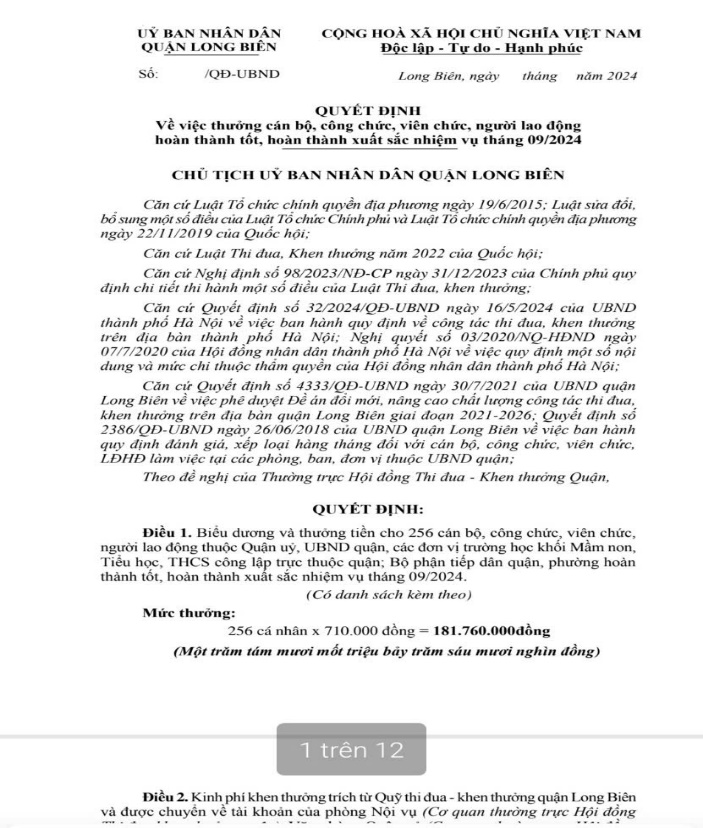 UỶ BAN NHÂN DÂN
QUẬN LONG BIÊN
CỘNG HOÀ XÃ HỘI CHỦ NGHĨA VIỆT NAM
Độc lập - Tự do - Hạnh phúc
Số: /QĐ-UBND
Long Biên, ngày tháng năm 2024
QUYẾT ĐỊNH
Về việc thưởng cán bộ, công chức, viên chức, người lao động
hoàn thành tốt, hoàn thành xuất sắc nhiệm vụ tháng 09/2024
CHỦ TỊCH UỶ BAN NHÂN DÂN QUẬN LONG BIÊN
Căn cứ Luật Tổ chức chính quyền địa phương ngày 19/6/2015; Luật sửa đổi,
bổ sung một số điều của Luật Tổ chức Chính phủ và Luật Tổ chức chính quyền địa phương
ngày 22/11/2019 của Quốc hội;
Căn cứ Luật Thi đua, Khen thưởng năm 2022 của Quốc hội;
Căn cứ Nghị định số 98/2023/NĐ-CP ngày 31/12/2023 của Chính phủ quy
định chi tiết thi hành một số điều của Luật Thi đua, khen thưởng;
Căn cứ Quyết định số 32/2024/QĐ-UBND ngày 16/5/2024 của UBND
thành phố Hà Nội về việc ban hành quy định về công tác thi đua, khen thưởng
trên địa bàn thành phố Hà Nội; Nghị quyết số 03/2020/NQ-HĐND ngày
07/7/2020 của Hội đồng nhân dân thành phố Hà Nội về việc quy định một số nội
dung và mức chi thuộc thẩm quyền của Hội đồng nhân dân thành phố Hà Nội;
Căn cứ Quyết định số 4333/QĐ-UBND ngày 30/7/2021 của UBND quận
Long Biên về việc phê duyệt Đề án đổi mới, nâng cao chất lượng công tác thi đua,
khen thưởng trên địa bàn quận Long Biên giai đoạn 2021-2026; Quyết định số
2386/QĐ-UBND ngày 26/06/2018 của UBND quận Long Biên về việc ban hành
quy định đánh giá, xếp loại hàng tháng đối với cán bộ, công chức, viên chức,
LĐHĐ làm việc tại các phòng, ban, đơn vị thuộc UBND quận;
Theo đề nghị của Thường trực Hội đồng Thi đua - Khen thưởng Quận,
QUYẾT ĐỊNH:
Điều 1. Biểu dương và thưởng tiền cho 256 cán bộ, công chức, viên chức,
người lao động thuộc Quận uỷ, UBND quận, các đơn vị trường học khối Mầm non,
Tiểu học, THCS công lập trực thuộc quận; Bộ phận tiếp dân quận, phường hoàn
thành tốt, hoàn thành xuất sắc nhiệm vụ tháng 09/2024.
(Có danh sách kèm theo)
Mức thưởng:
256 cá nhân x 710.000 đồng = 181.760.000đồng
(Một trăm tám mươi mốt triệu bảy trăm sáu mươi nghìn đồng)
1 trên 12
Điều 2. Kinh phí khen thưởng trích từ Quỹ thi đua - khen thưởng quận Long Biên
và được chuyển về tài khoản của phòng Nội vụ (Cơ quan thường trực Hội đồng